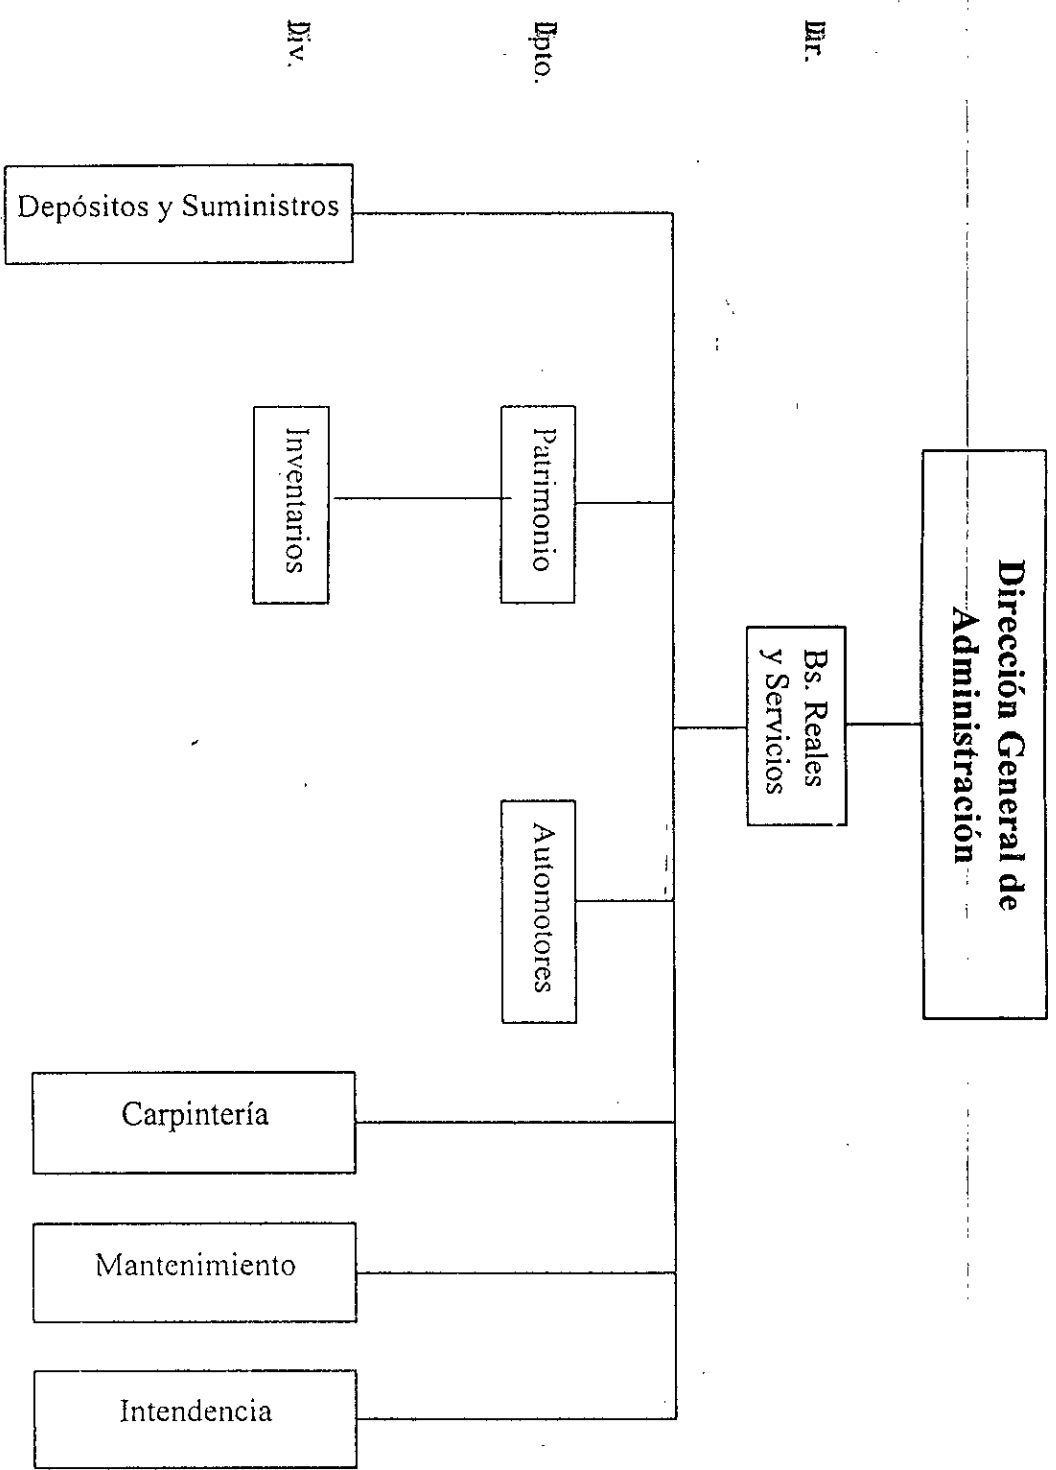 Dirección General de
Administración
Dir.
Bs. Reales
y Servicios
Dpto.
Patrimonio
Automotores
Div.
Depósitos y Suministros
Inventarios
Carpintería
Mantenimiento
Intendencia